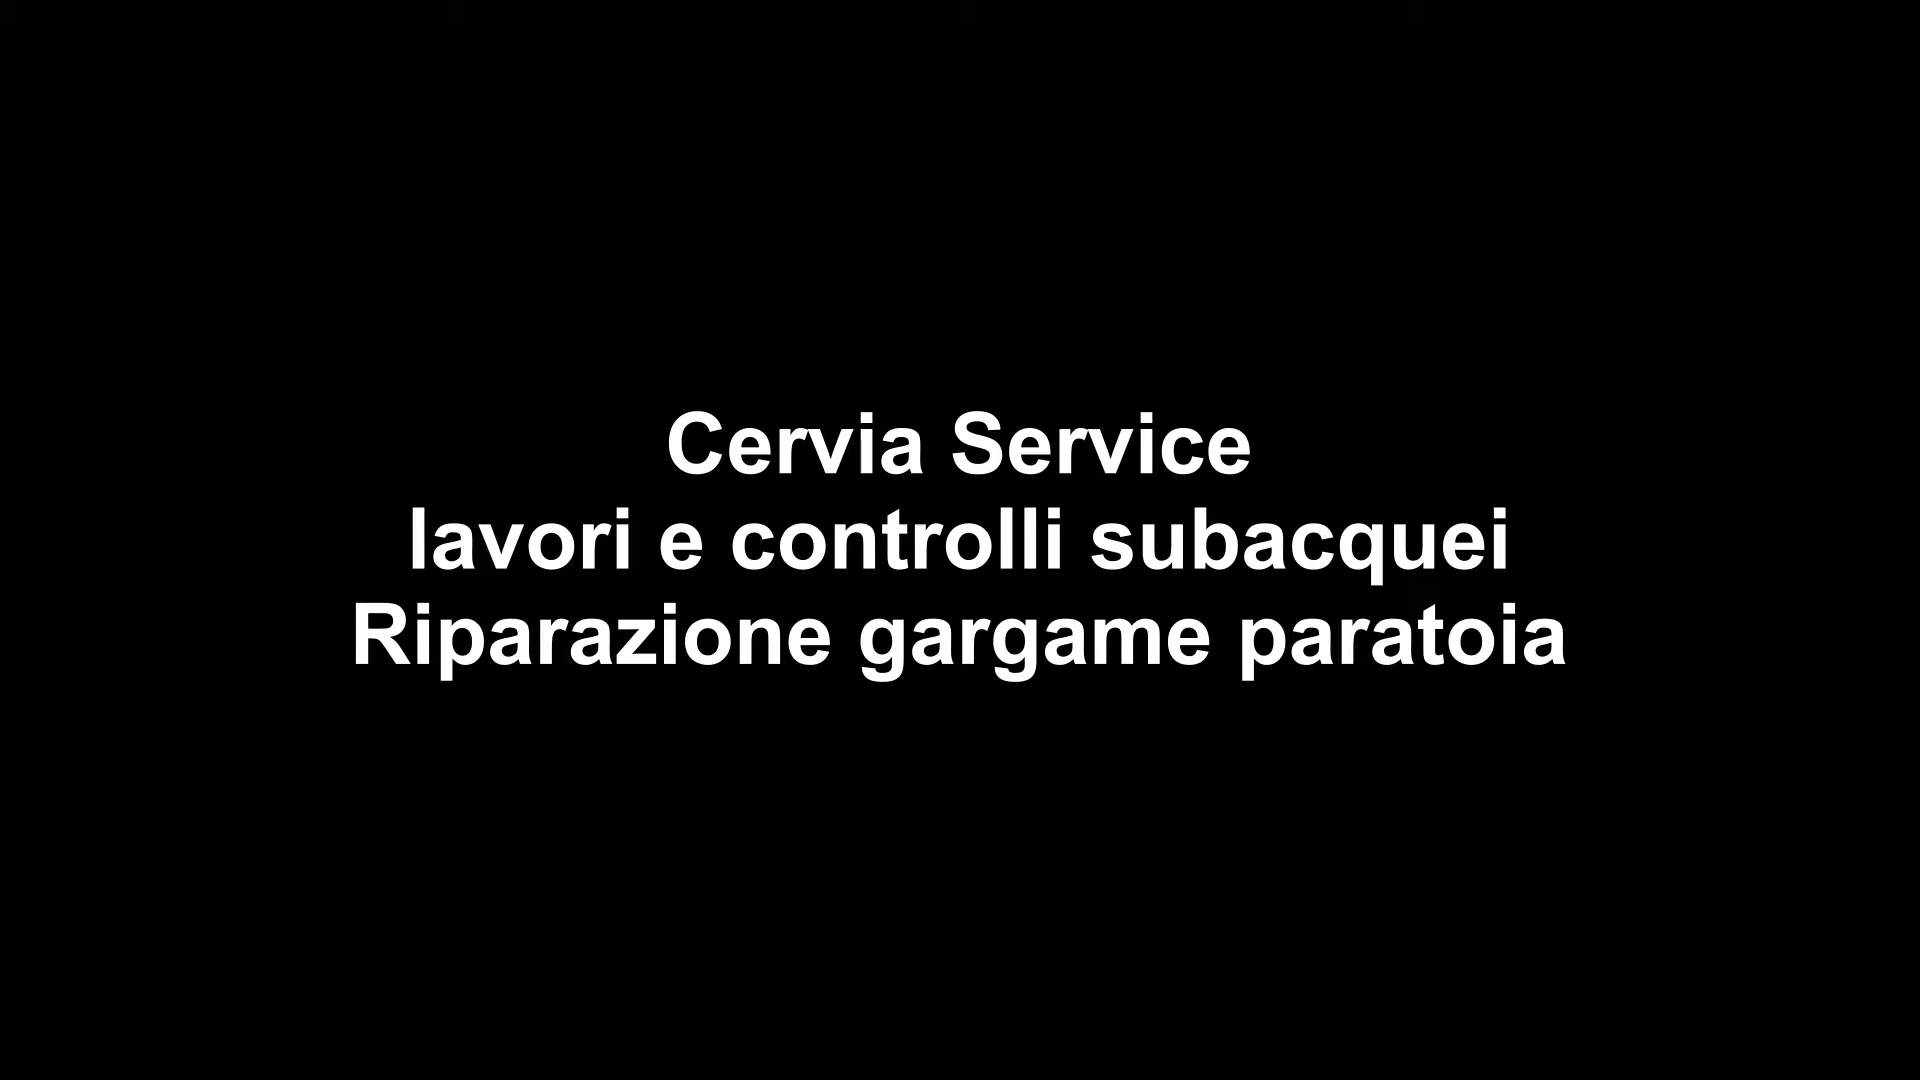 Cervia Service
lavori e controlli subacquei
Riparazione gargame paratoia